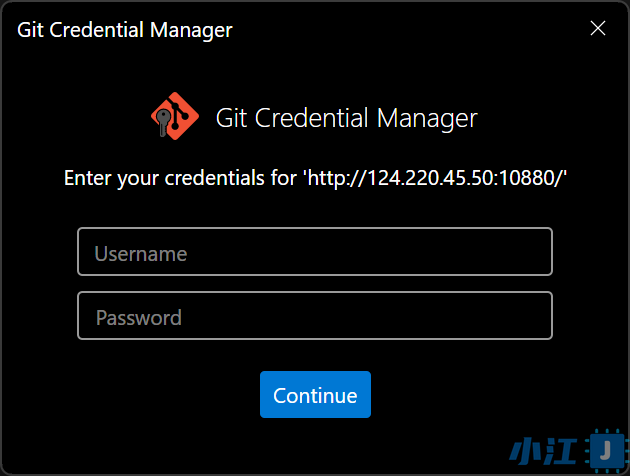 Git Credential Manager
Git Credential Manager
Enter your credentials for 'http://124.220.45.50:10880/'
Username
Password
Continue
小江 J